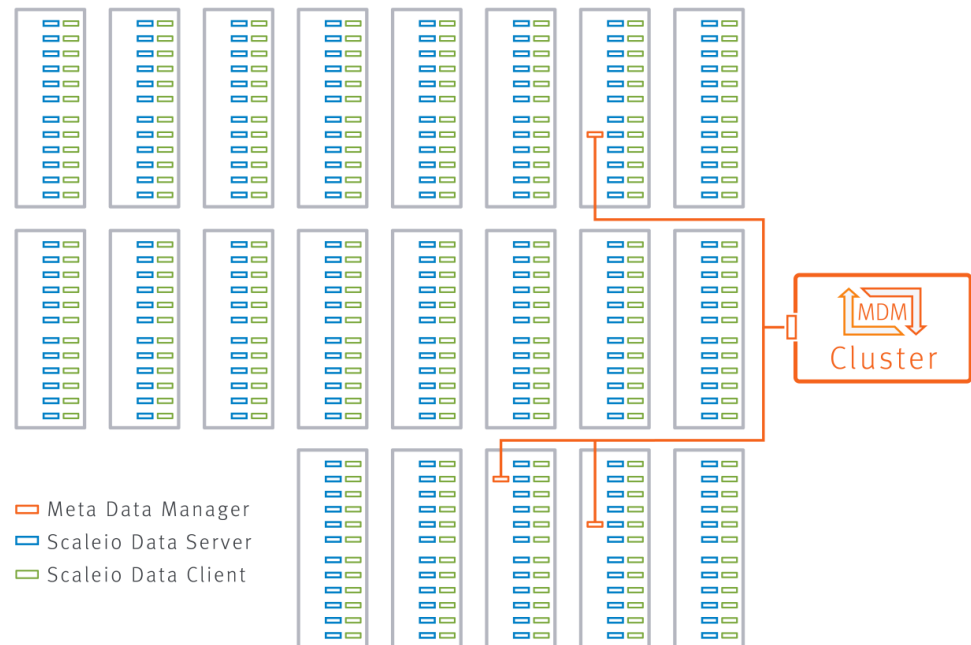 MDM
Cluster
Meta Data Manager
Scaleio Data Server
Scaleio Data Client